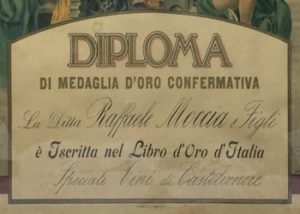 DIPLOMA
DI MEDAGLIA D'ORO CONFERMATIVA
La Ditta Raffaele Moccia e Figli
è Iscritta nel Libro d'Oro d'Italia
Speciali Vini di Castelvenere